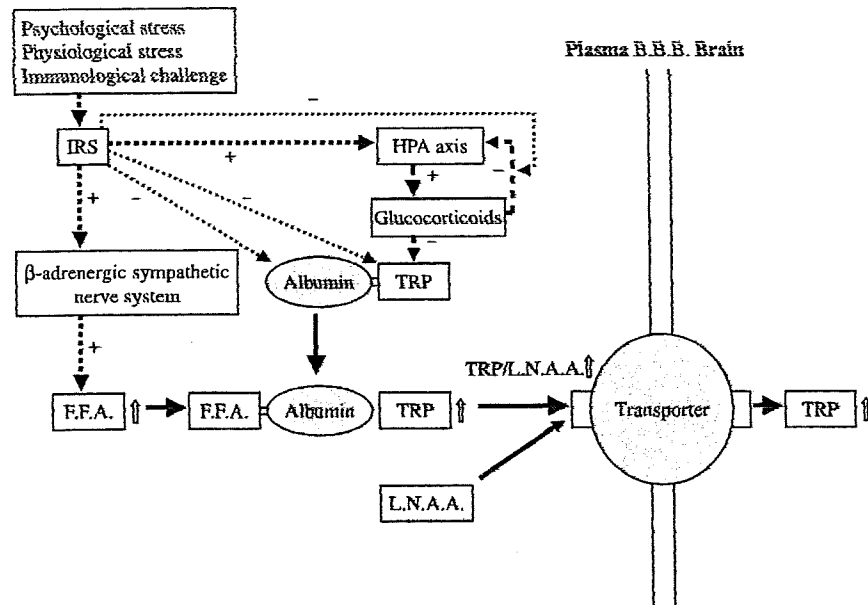 Psychological stress
Physiological stress
Immunological challenge
Plasma B.B.B. Brain
−
IRS
+
HPA axis
+
−
+
−
−
Glucocorticoids
−
β-adrenergic sympathetic
nerve system
Albumin
TRP
+
TRP/L.N.A.A.⇧
F.F.A.
⇧
F.F.A.
Albumin
TRP
⇧
Transporter
TRP
⇧
L.N.A.A.